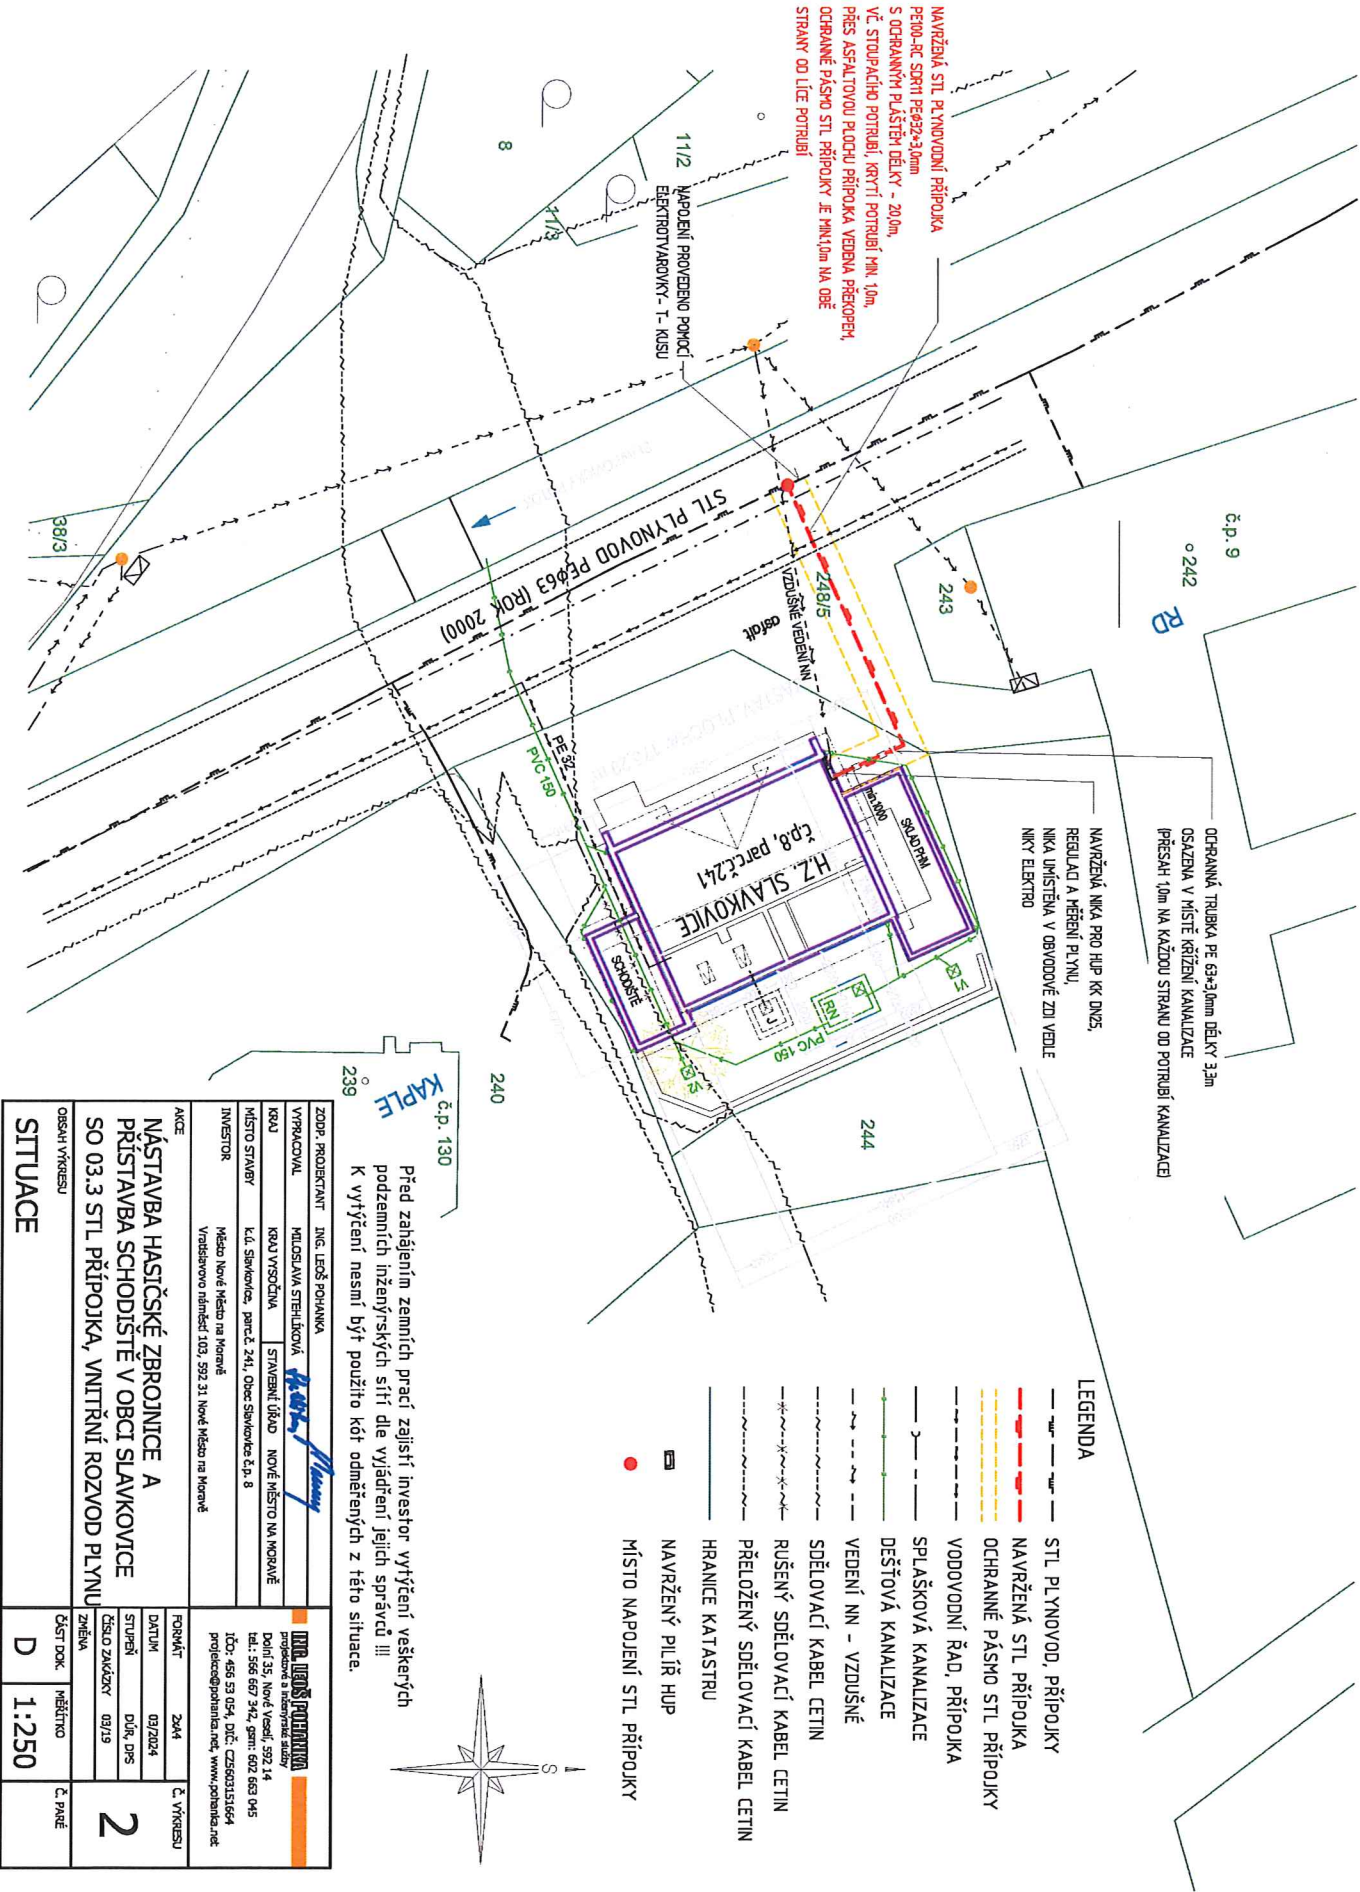 NAVRŽENÁ STL PLYNOVODNÍ PŘÍPOJKA
PE100-RC SDR11 PEø32*3,0mm
S OCHRANNÝM PLÁŠTĚM DÉLKY - 20,0m,
VČ. STOUPACÍHO POTRUBÍ, KRYTÍ POTRUBÍ MIN. 1,0m,
PŘES ASFALTOVOU PLOCHU PŘÍPOJKA VEDENA PŘEKOPEM,
OCHRANNÉ PÁSMO STL PŘÍPOJKY JE MIN.1,0m NA OBĚ
STRANY OD LÍCE POTRUBÍ
NAPOJENÍ PROVEDENO POMOCÍ
ELEKTROTVAROVKY- T- KUSU
11/2
11/3
8
38/3
č.p. 9
242
RD
243
248/5
244
240
239
č.p. 130
KAPLE
OCHRANNÁ TRUBKA PE 63*3,0mm DÉLKY 3,3m
OSAZENA V MÍSTĚ KŘÍŽENÍ KANALIZACE
(PŘESAH 1,0m NA KAŽDOU STRANU OD POTRUBÍ KANALIZACE)
NAVRŽENÁ NIKA PRO HUP KK DN25,
REGULACI A MĚŘENÍ PLYNU,
NIKA UMÍSTĚNA V OBVODOVÉ ZDI VEDLE
NIKY ELEKTRO
STL PLYNOVOD PEø63 (ROK 2000)
VZDUŠNÉ VEDENÍ NN
asfalt
PE 32
PVC 150
min.1000
SKLAD PHM
H.Z. SLAVKOVICE
čp.8, parc.č.241
SCHODIŠTĚ
J
RN
V1
V2
PVC 150
LEGENDA
STL PLYNOVOD, PŘÍPOJKY
NAVRŽENÁ STL PŘÍPOJKA
OCHRANNÉ PÁSMO STL PŘÍPOJKY
VODOVODNÍ ŘAD, PŘÍPOJKA
SPLAŠKOVÁ KANALIZACE
DEŠŤOVÁ KANALIZACE
VEDENÍ NN - VZDUŠNÉ
SDĚLOVACÍ KABEL CETIN
RUŠENÝ SDĚLOVACÍ KABEL CETIN
PŘELOŽENÝ SDĚLOVACÍ KABEL CETIN
HRANICE KATASTRU
NAVRŽENÝ PILÍŘ HUP
MÍSTO NAPOJENÍ STL PŘÍPOJKY
S
Před zahájením zemních prací zajistí investor vytýčení veškerých
podzemních inženýrských sítí dle vyjádření jejich správců !!!
K vytýčení nesmí být použito kót odměřených z této situace.
ZODP. PROJEKTANT ING. LEOŠ POHANKA
VYPRACOVAL MILOSLAVA STEHLÍKOVÁ
KRAJ KRAJ VYSOČINA STAVEBNÍ ÚŘAD NOVÉ MĚSTO NA MORAVĚ
MÍSTO STAVBY k.ú. Slavkovice, parc.č. 241, Obec Slavkovice č.p. 8
INVESTOR Město Nové Město na Moravě
Vratislavovo náměstí 103, 592 31 Nové Město na Moravě
ING. LEOŠ POHANKA
projektové a inženýrské služby
Dolní 35, Nové Veselí, 592 14
tel.: 566 667 342, gsm: 602 663 045
IČO: 455 53 054, DIČ: CZ5603151664
projekce@pohanka.net, www.pohanka.net
AKCE
NÁSTAVBA HASIČSKÉ ZBROJNICE A
PŘÍSTAVBA SCHODIŠTĚ V OBCI SLAVKOVICE
SO 03.3 STL PŘÍPOJKA, VNITŘNÍ ROZVOD PLYNU
FORMÁT 2xA4
DATUM 03/2024
STUPEŇ DÚR, DPS
ČÍSLO ZAKÁZKY 03/19
ZMĚNA
Č. VÝKRESU
2
OBSAH VÝKRESU
SITUACE
ČÁST DOK.
D
MĚŘÍTKO
1:250
Č. PARÉ